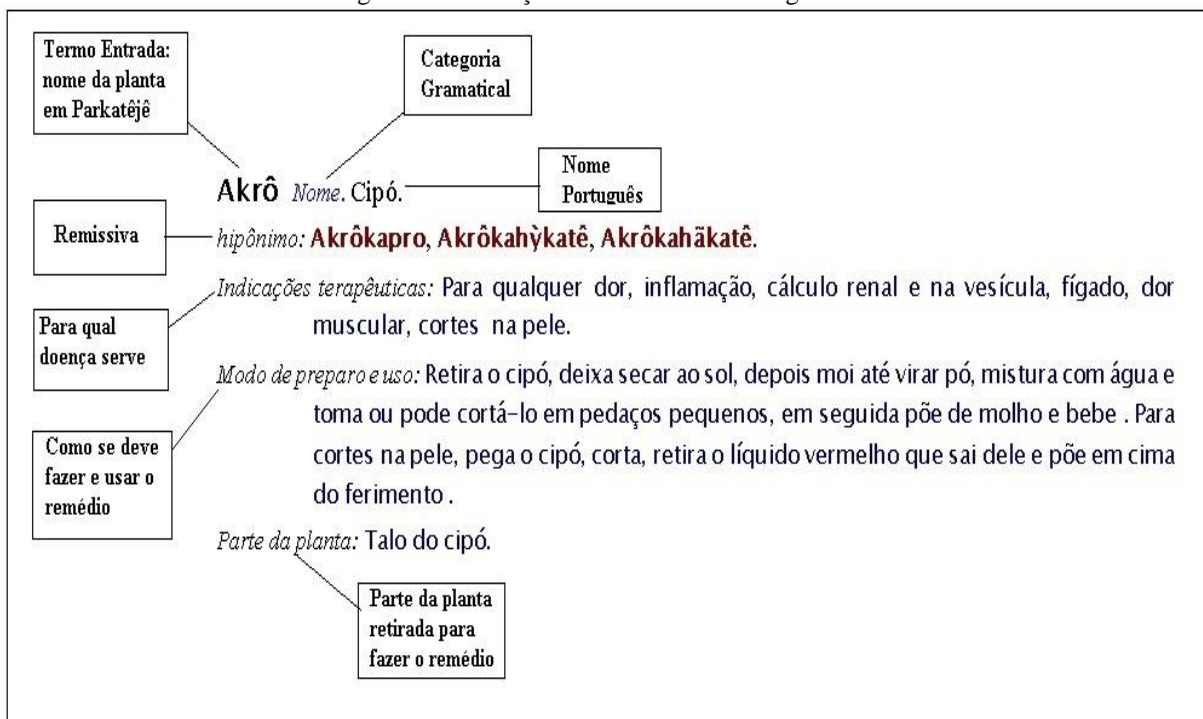 Termo Entrada:
nome da planta
em Parkatêjê
Categoria
Gramatical
Nome
Português
Akrô Nome. Cipó.
Remissiva
hipônimo: Akrôkapro, Akrôkahỳkatê, Akrôkahãkatê.
Indicações terapêuticas: Para qualquer dor, inflamação, cálculo renal e na vesícula, fígado, dor
muscular, cortes na pele.
Para qual
doença serve
Modo de preparo e uso: Retira o cipó, deixa secar ao sol, depois moi até virar pó, mistura com água e
toma ou pode cortá-lo em pedaços pequenos, em seguida põe de molho e bebe . Para
cortes na pele, pega o cipó, corta, retira o líquido vermelho que sai dele e põe em cima
do ferimento .
Como se deve
fazer e usar o
remédio
Parte da planta: Talo do cipó.
Parte da planta
retirada para
fazer o remédio